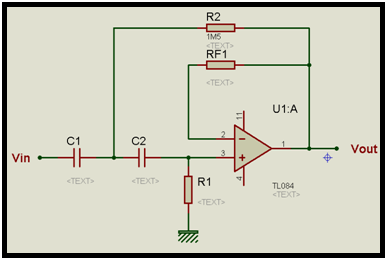 R2
1M5
<TEXT>
RF1
<TEXT>
U1:A
11
2
3
1
4
TL084
<TEXT>
C1
<TEXT>
C2
<TEXT>
R1
<TEXT>
Vin
Vout